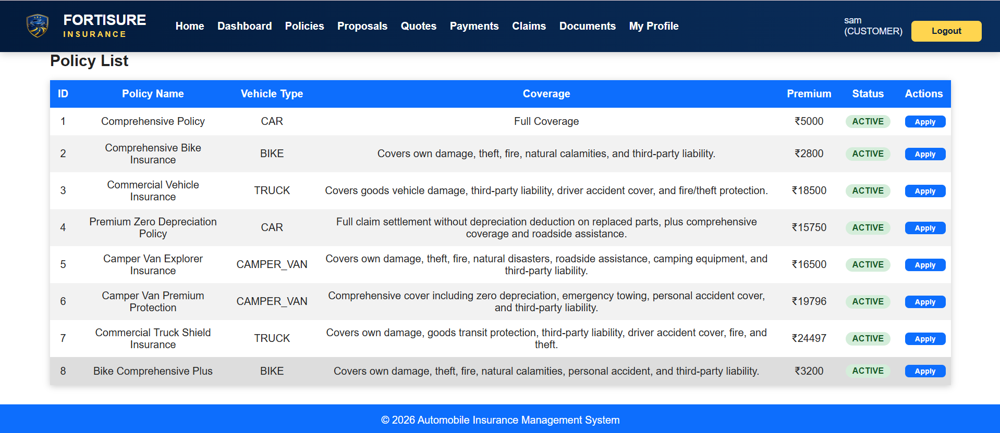 FORTISURE
INSURANCE
Home Dashboard Policies Proposals Quotes Payments Claims Documents My Profile
sam
(CUSTOMER)
Logout
Policy List
ID Policy Name Vehicle Type Coverage Premium Status Actions
1 Comprehensive Policy CAR Full Coverage ₹5000 ACTIVE Apply
2 Comprehensive Bike
Insurance BIKE Covers own damage, theft, fire, natural calamities, and third-party liability. ₹2800 ACTIVE Apply
3 Commercial Vehicle
Insurance TRUCK Covers goods vehicle damage, third-party liability, driver accident cover, and fire/theft protection. ₹18500 ACTIVE Apply
4 Premium Zero Depreciation
Policy CAR Full claim settlement without depreciation deduction on replaced parts, plus comprehensive
coverage and roadside assistance. ₹15750 ACTIVE Apply
5 Camper Van Explorer
Insurance CAMPER_VAN Covers own damage, theft, fire, natural disasters, roadside assistance, camping equipment, and
third-party liability. ₹16500 ACTIVE Apply
6 Camper Van Premium
Protection CAMPER_VAN Comprehensive cover including zero depreciation, emergency towing, personal accident cover,
and third-party liability. ₹19796 ACTIVE Apply
7 Commercial Truck Shield
Insurance TRUCK Covers own damage, goods transit protection, third-party liability, driver accident cover, fire, and
theft. ₹24497 ACTIVE Apply
8 Bike Comprehensive Plus BIKE Covers own damage, theft, fire, natural calamities, personal accident, and third-party liability. ₹3200 ACTIVE Apply
© 2026 Automobile Insurance Management System